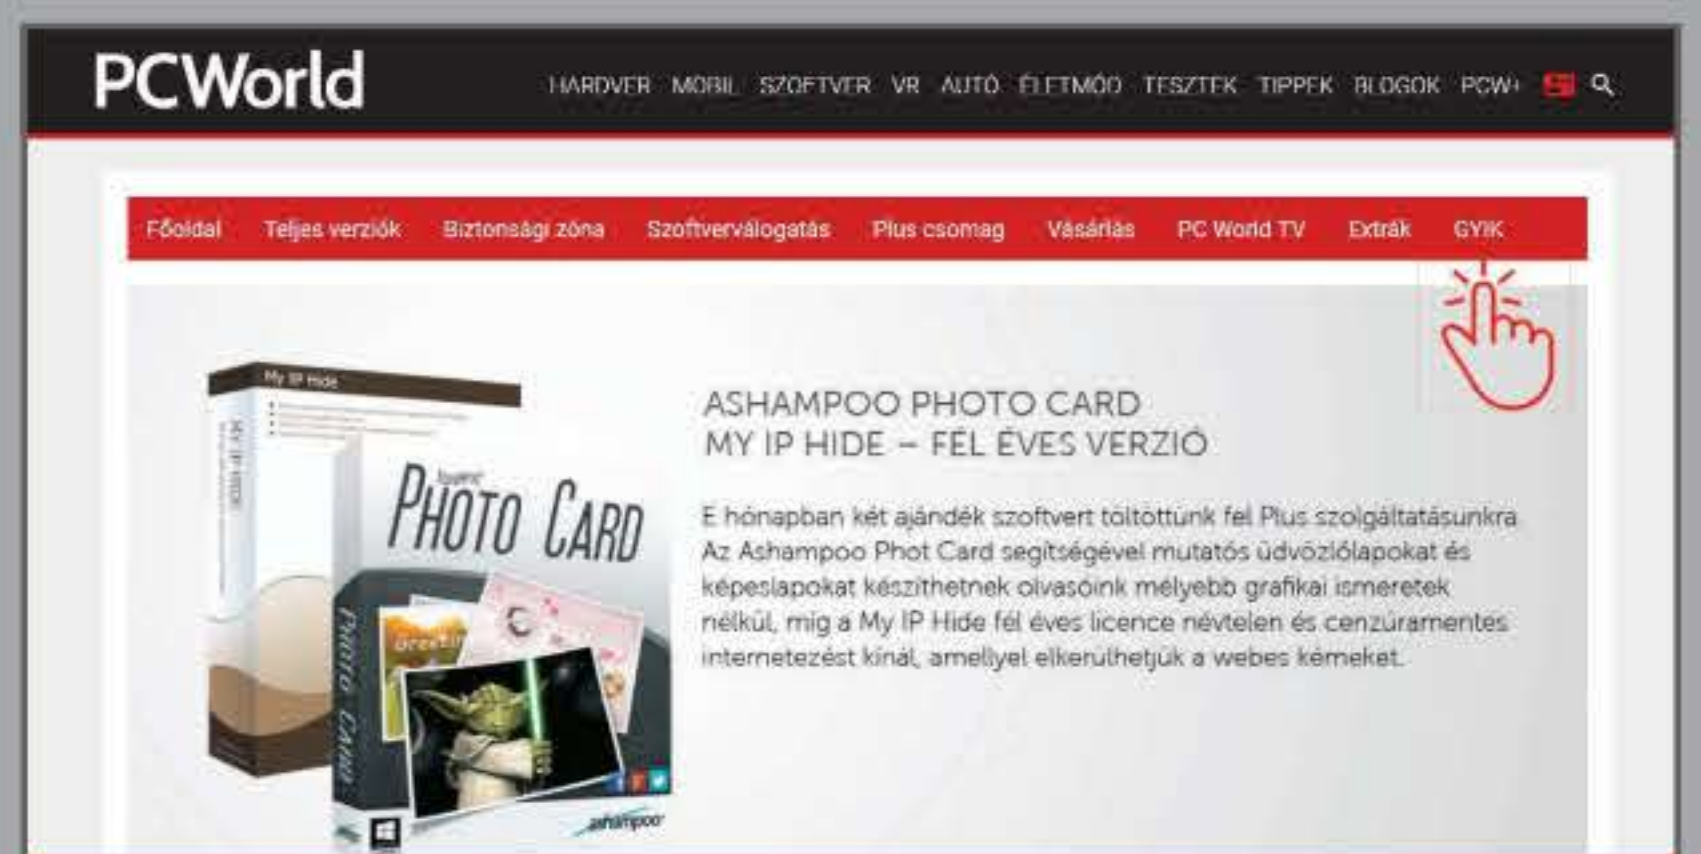 PCWorld
HARDVER MOBIL SZOFTVER VR AUTÓ ÉLETMÓD TESZTEK TIPPEK BLOGOK PCW+
Főoldal Teljes verziók Biztonsági zóna Szoftverválogatás Plus csomag Vásárlás PC World TV Extrák GYIK
My IP Hide
MY IP HIDE
PHOTO CARD
PHOTO CARD
ashampoo
ASHAMPOO PHOTO CARD
MY IP HIDE – FÉL ÉVES VERZIÓ
E hónapban két ajándék szoftvert töltöttünk fel Plus szolgáltatásunkra
Az Ashampoo Phot Card segítségével mutatós üdvözlőlapokat és
képeslapokat készíthetnek olvasóink mélyebb grafikai ismeretek
nélkül, míg a My IP Hide fél éves licence névtelen és cenzúramentes
internetezést kínál, amellyel elkerülhetjük a webes kémeket.